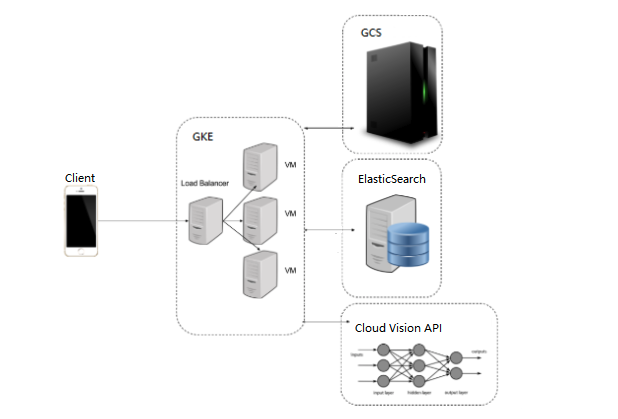 GCS
GKE
VM
Client
Load Balancer
ElasticSearch
VM
VM
Cloud Vision API
inputs
outputs
input layer
hidden layer
output layer